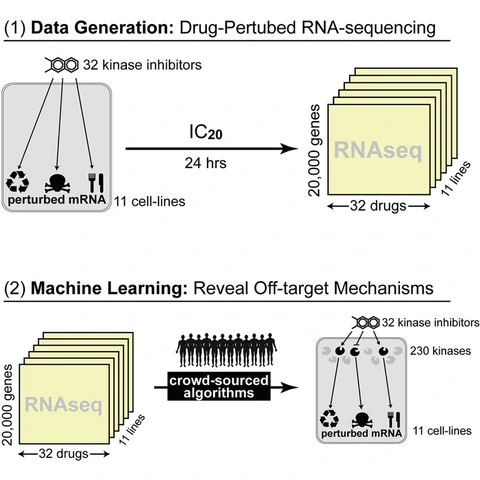 (1) Data Generation: Drug-Pertubed RNA-sequencing
32 kinase inhibitors
IC20
24 hrs
perturbed mRNA
11 cell-lines
20,000 genes
RNAseq
11 lines
32 drugs
(2) Machine Learning: Reveal Off-target Mechanisms
20,000 genes
RNAseq
11 lines
32 drugs
crowd-sourced
algorithms
32 kinase inhibitors
230 kinases
perturbed mRNA
11 cell-lines